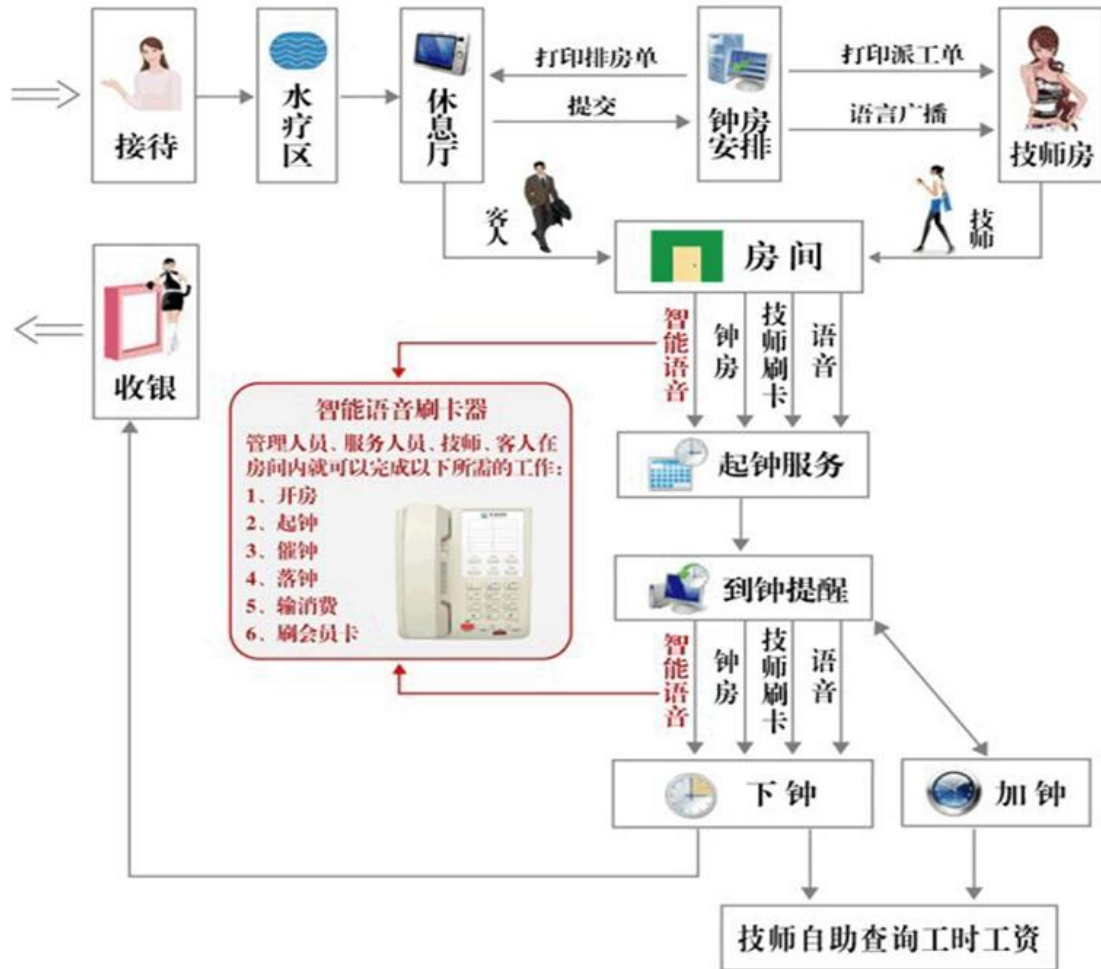 接待
水疗区
休息厅
打印排房单
提交
钟房
安排
打印派工单
语言广播
技师房
客人
技师
房间
收银
智能语音
钟房
技师刷卡
语音
智能语音刷卡器
管理人员、服务人员、技师、客人在
房间内就可以完成以下所需的工作：
1、开房
2、起钟
3、催钟
4、落钟
5、输消费
6、刷会员卡
起钟服务
到钟提醒
智能语音
钟房
技师刷卡
语音
下钟
加钟
技师自助查询工时工资